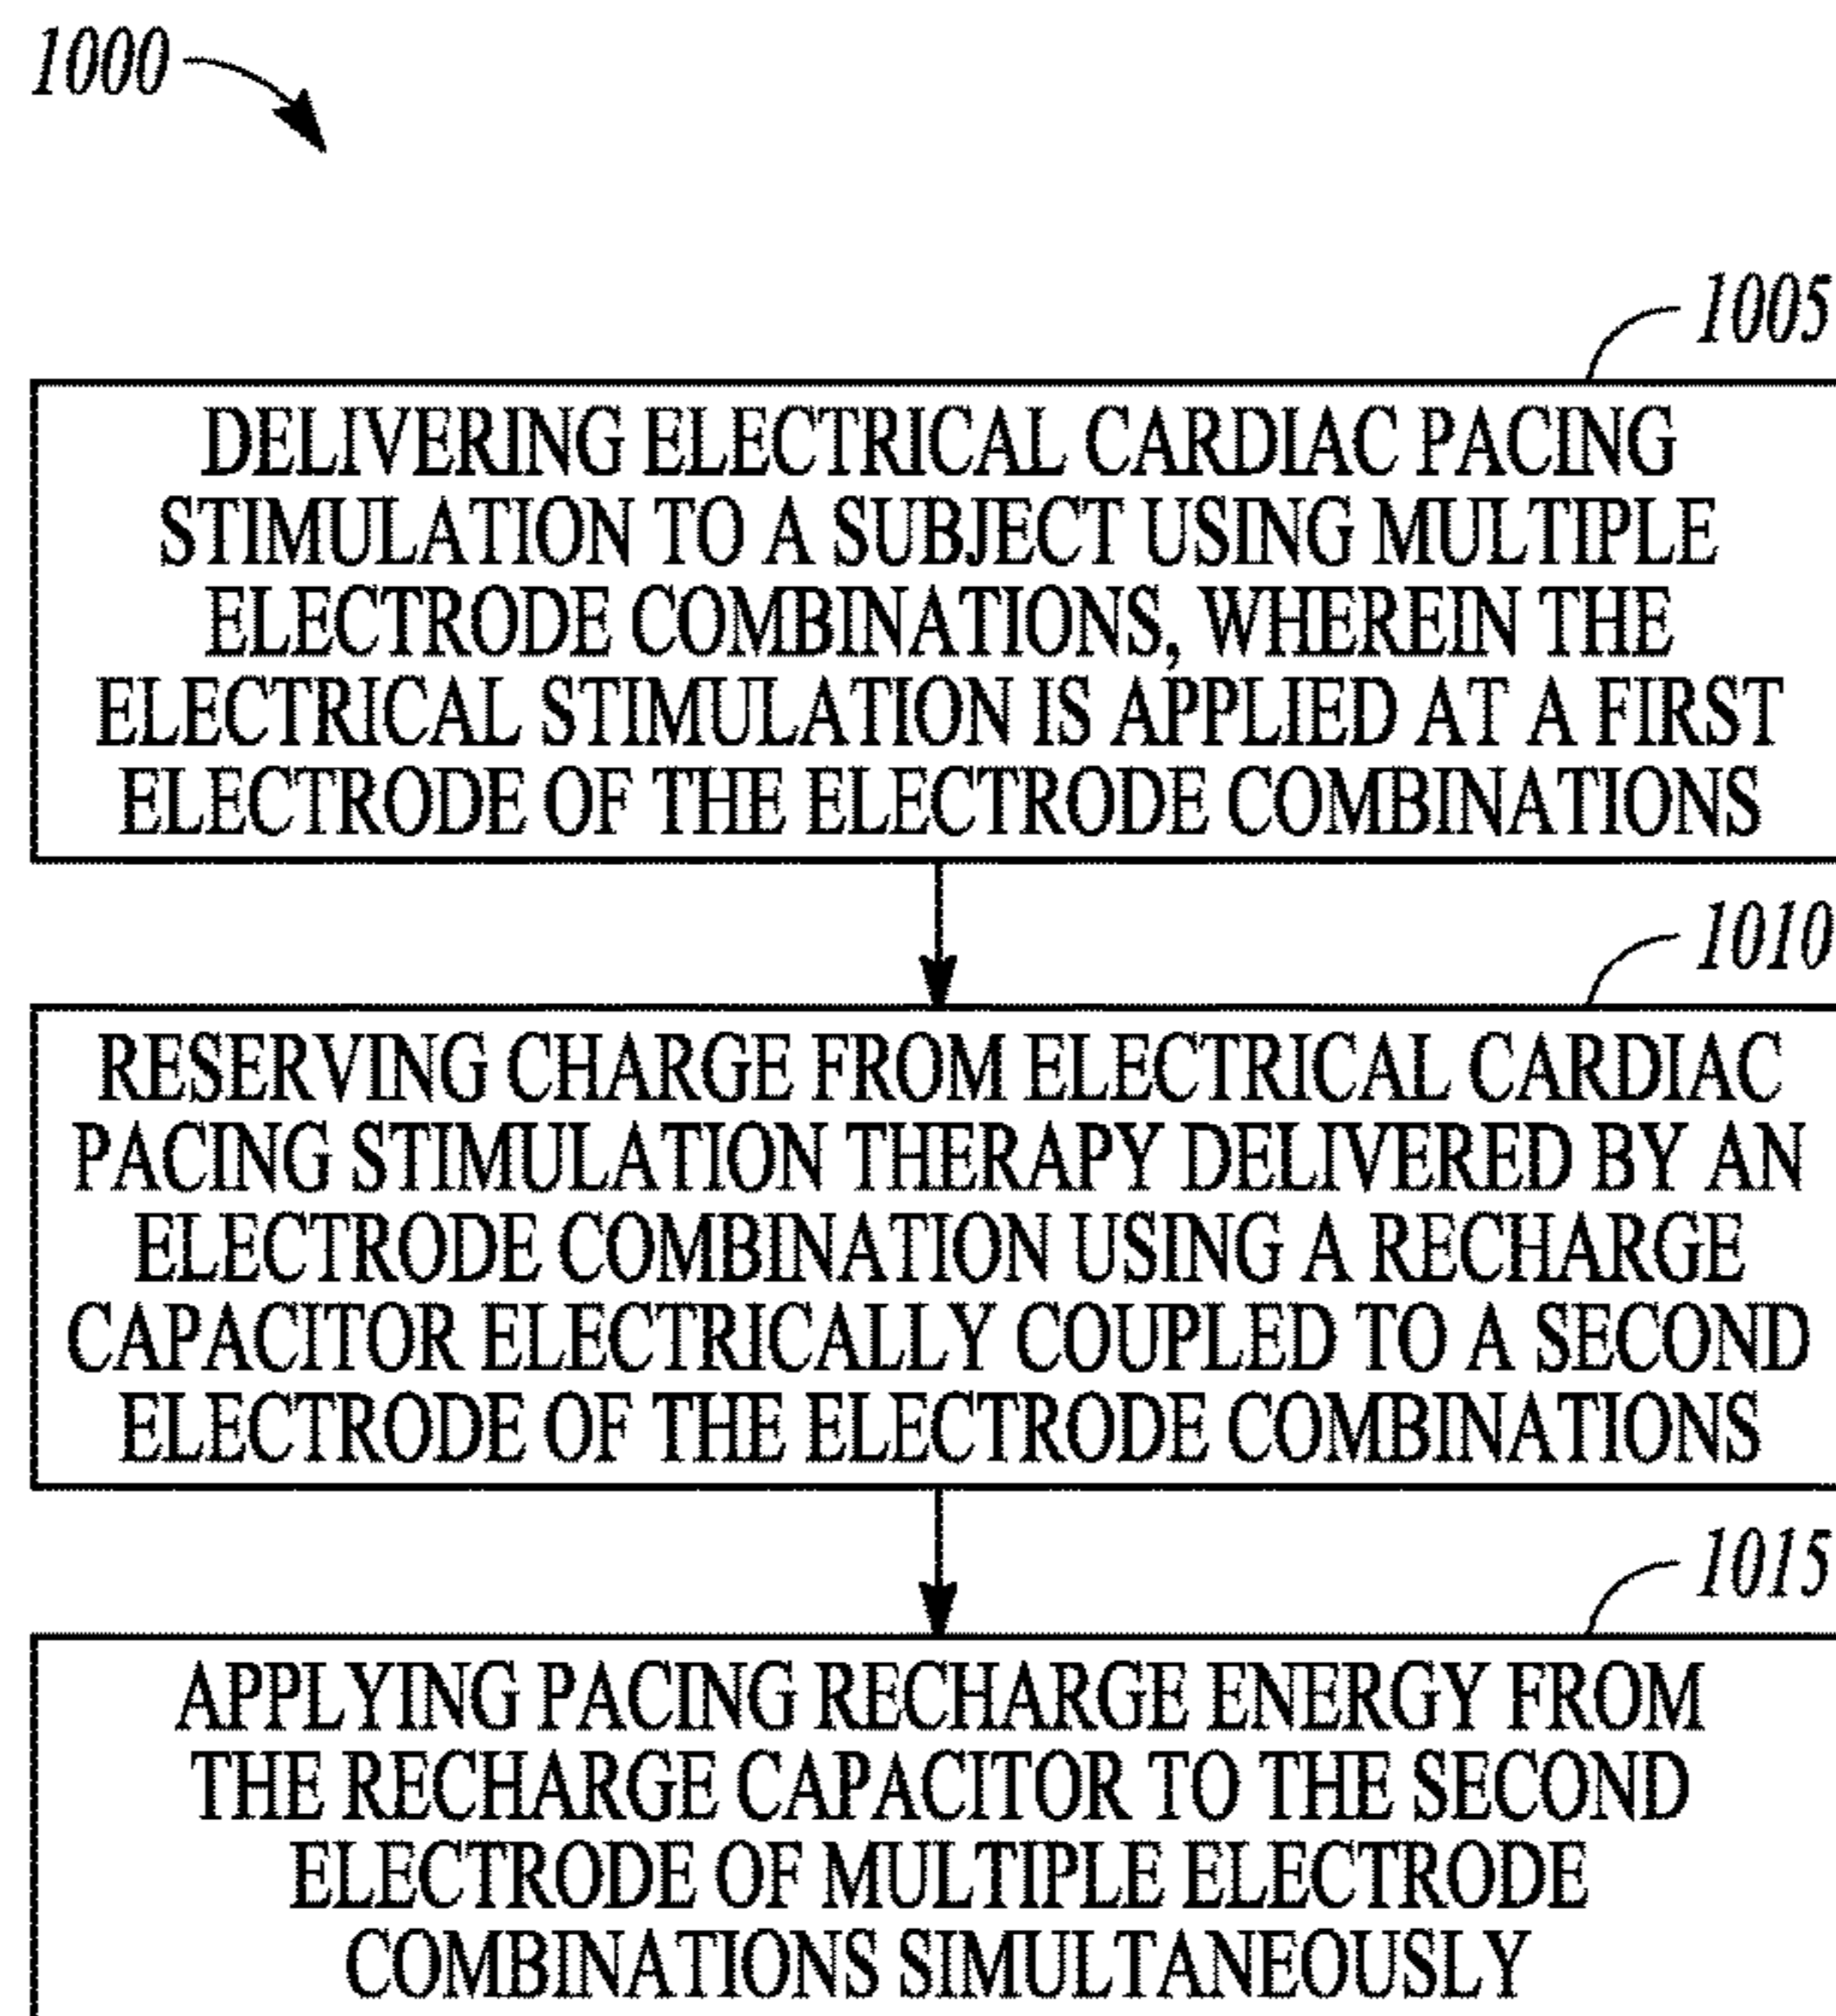 1000
1005
DELIVERING ELECTRICAL CARDIAC PACING
STIMULATION TO A SUBJECT USING MULTIPLE
ELECTRODE COMBINATIONS, WHEREIN THE
ELECTRICAL STIMULATION IS APPLIED AT A FIRST
ELECTRODE OF THE ELECTRODE COMBINATIONS
1010
RESERVING CHARGE FROM ELECTRICAL CARDIAC
PACING STIMULATION THERAPY DELIVERED BY AN
ELECTRODE COMBINATION USING A RECHARGE
CAPACITOR ELECTRICALLY COUPLED TO A SECOND
ELECTRODE OF THE ELECTRODE COMBINATIONS
1015
APPLYING PACING RECHARGE ENERGY FROM
THE RECHARGE CAPACITOR TO THE SECOND
ELECTRODE OF MULTIPLE ELECTRODE
COMBINATIONS SIMULTANEOUSLY